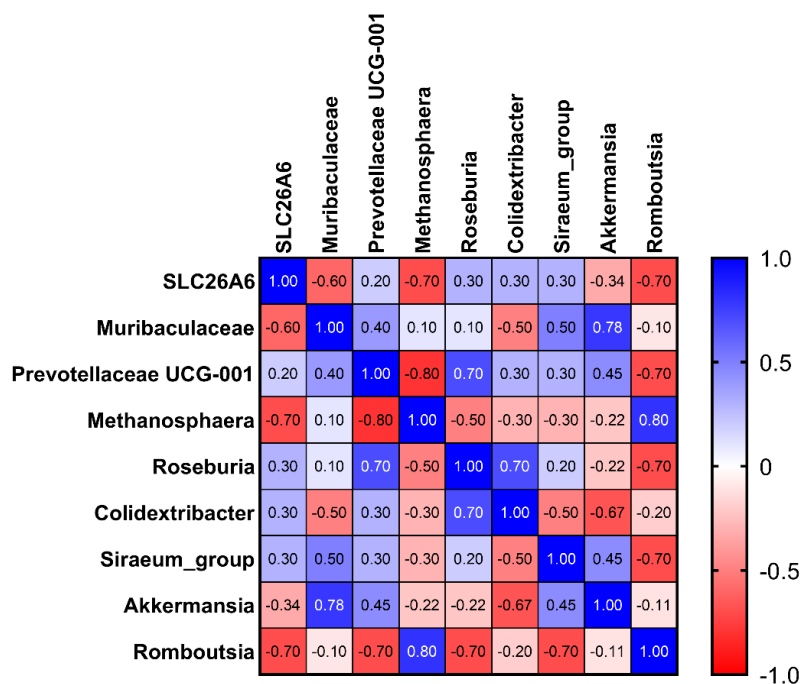 SLC26A6
Muribaculaceae
Prevotellaceae UCG-001
Methanosphaera
Roseburia
Colidextribacter
Siraeum_group
Akkermansia
Romboutsia
SLC26A6 1.00 -0.60 0.20 -0.70 0.30 0.30 0.30 -0.34 -0.70
Muribaculaceae -0.60 1.00 0.40 0.10 0.10 -0.50 0.50 0.78 -0.10
Prevotellaceae UCG-001 0.20 0.40 1.00 -0.80 0.70 0.30 0.30 0.45 -0.70
Methanosphaera -0.70 0.10 -0.80 1.00 -0.50 -0.30 -0.30 -0.22 0.80
Roseburia 0.30 0.10 0.70 -0.50 1.00 0.70 0.20 -0.22 -0.70
Colidextribacter 0.30 -0.50 0.30 -0.30 0.70 1.00 -0.50 -0.67 -0.20
Siraeum_group 0.30 0.50 0.30 -0.30 0.20 -0.50 1.00 0.45 -0.70
Akkermansia -0.34 0.78 0.45 -0.22 -0.22 -0.67 0.45 1.00 -0.11
Romboutsia -0.70 -0.10 -0.70 0.80 -0.70 -0.20 -0.70 -0.11 1.00
1.0
0.5
0
-0.5
-1.0